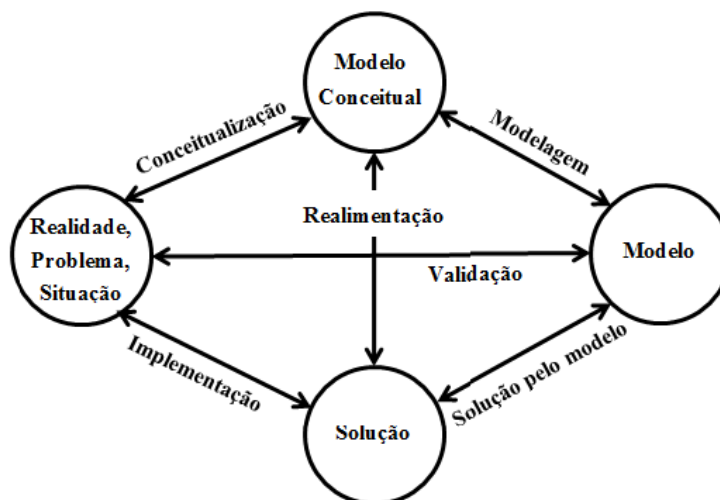 Modelo
Conceitual
Conceitualização
Modelagem
Realimentação
Realidade,
Problema,
Situação
Modelo
Validação
Implementação
Solução pelo modelo
Solução